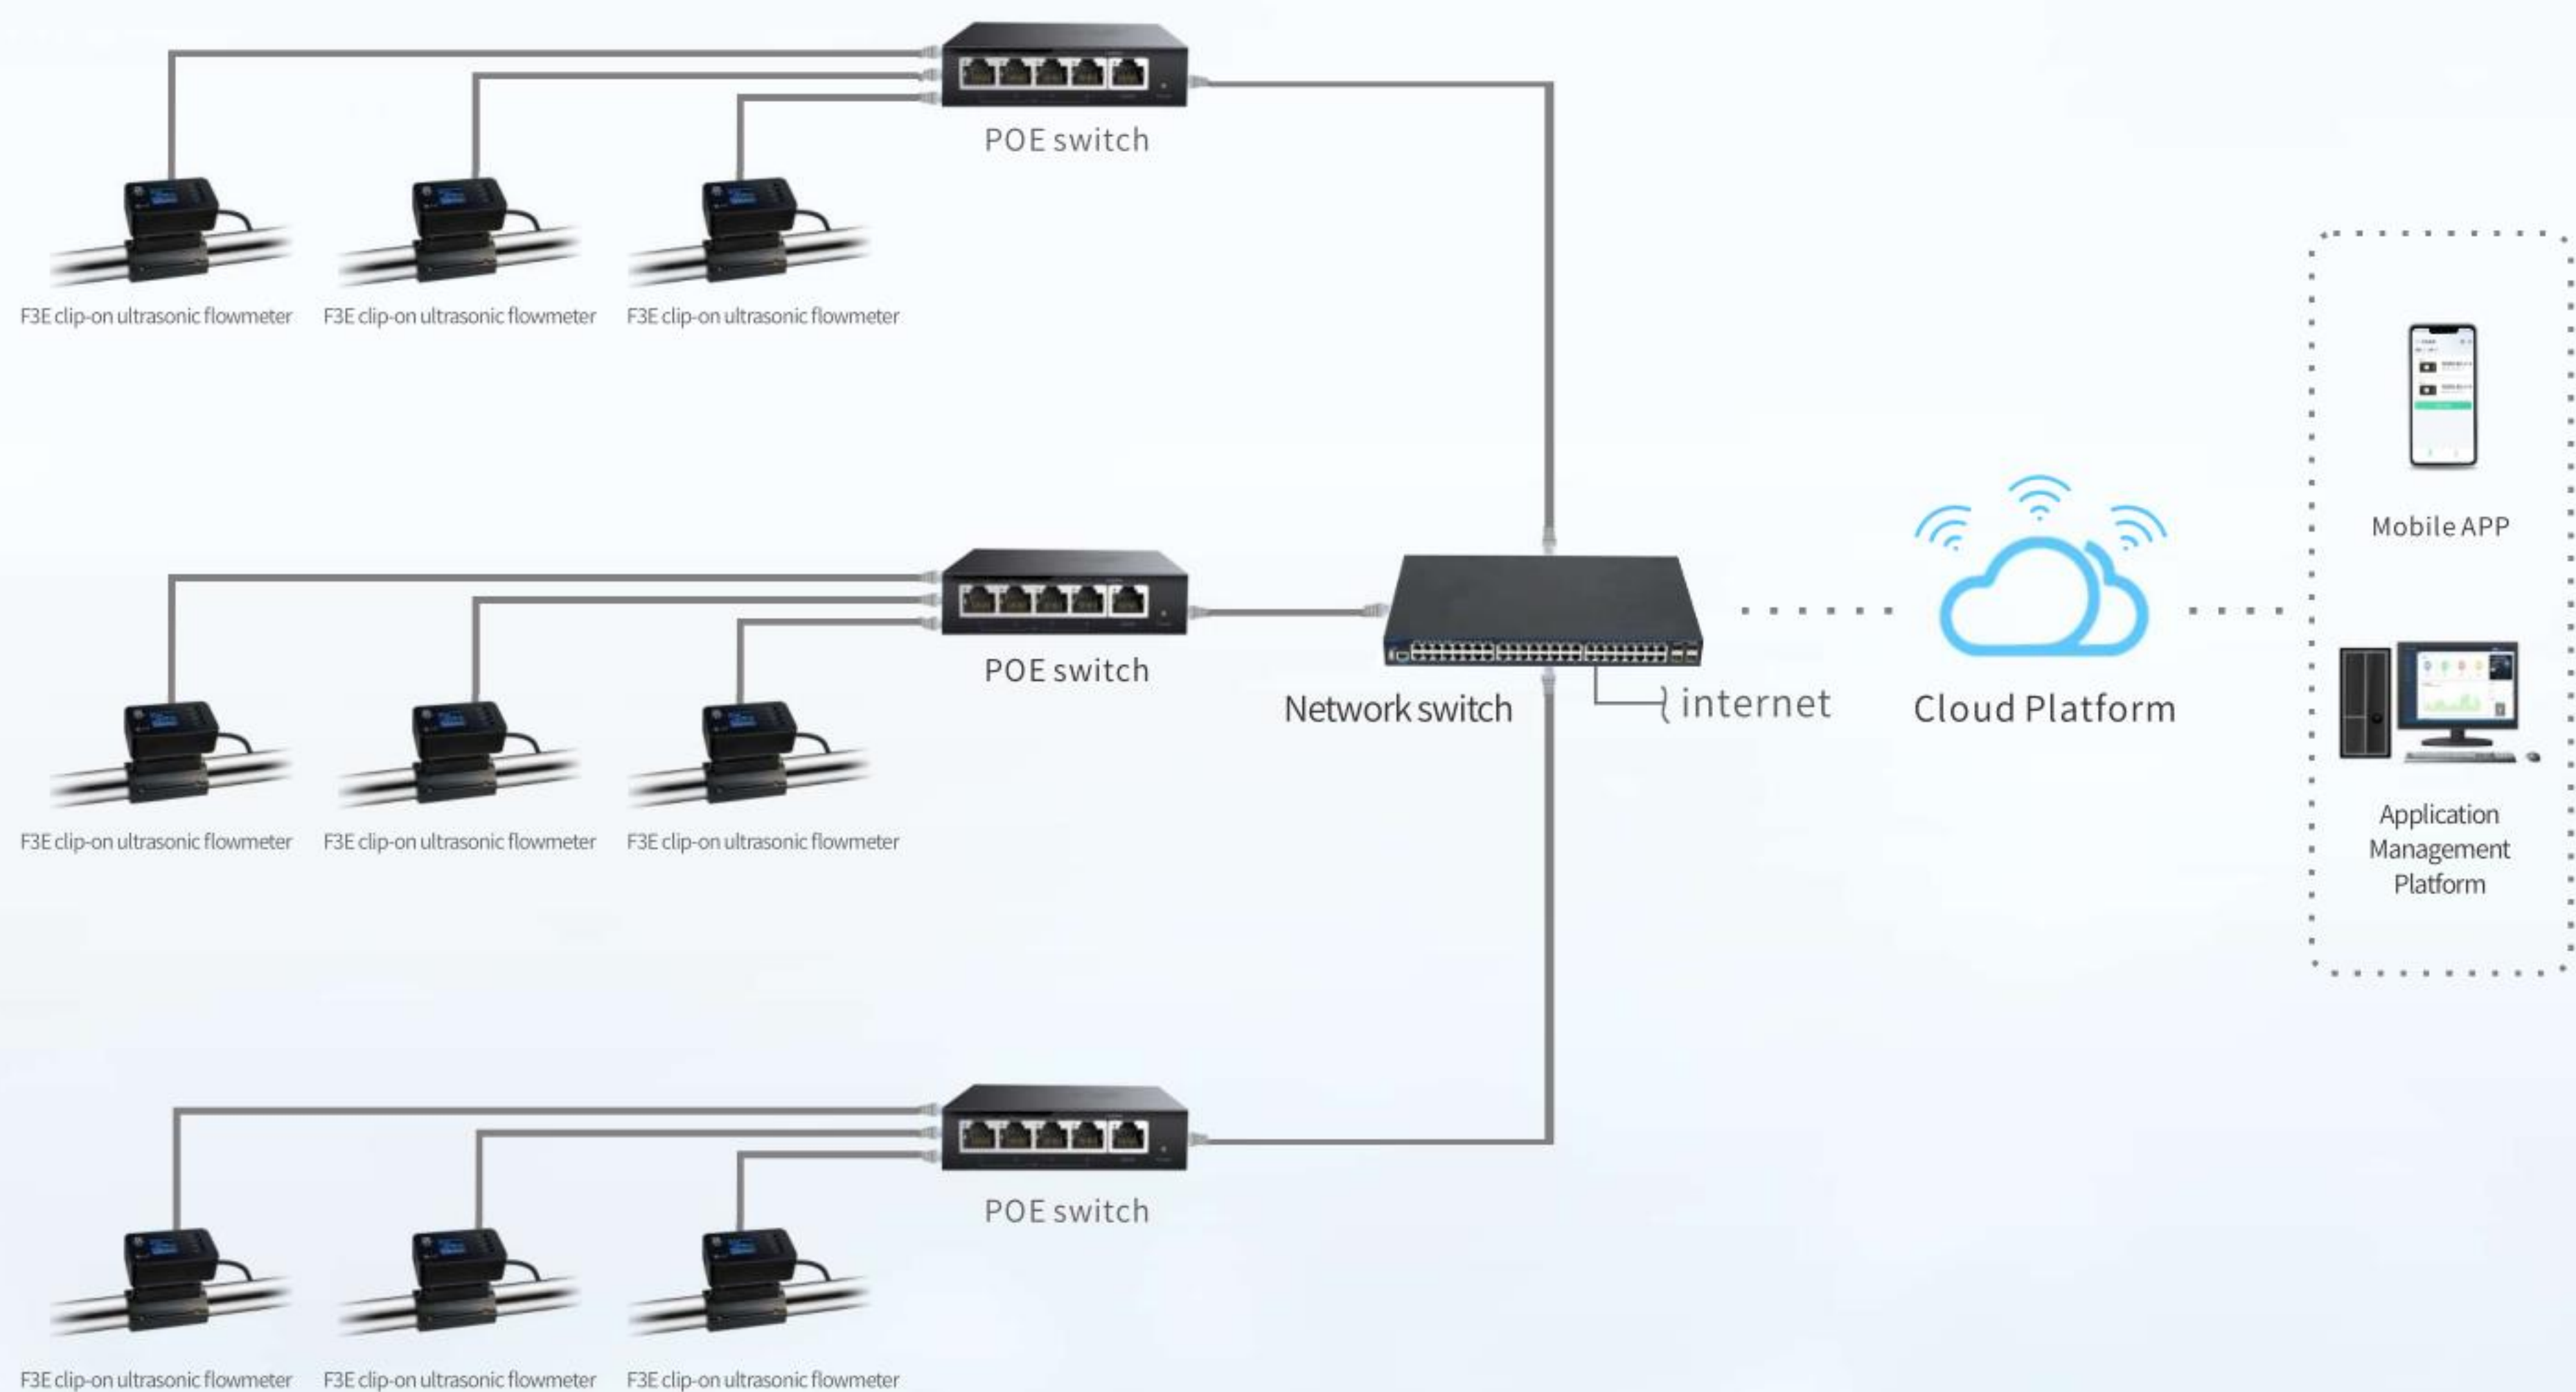 POE switch
F3E clip-on ultrasonic flowmeter
F3E clip-on ultrasonic flowmeter
F3E clip-on ultrasonic flowmeter
Mobile APP
POE switch
Network switch
internet
Cloud Platform
Application
Management
Platform
F3E clip-on ultrasonic flowmeter
F3E clip-on ultrasonic flowmeter
F3E clip-on ultrasonic flowmeter
POE switch
F3E clip-on ultrasonic flowmeter
F3E clip-on ultrasonic flowmeter
F3E clip-on ultrasonic flowmeter